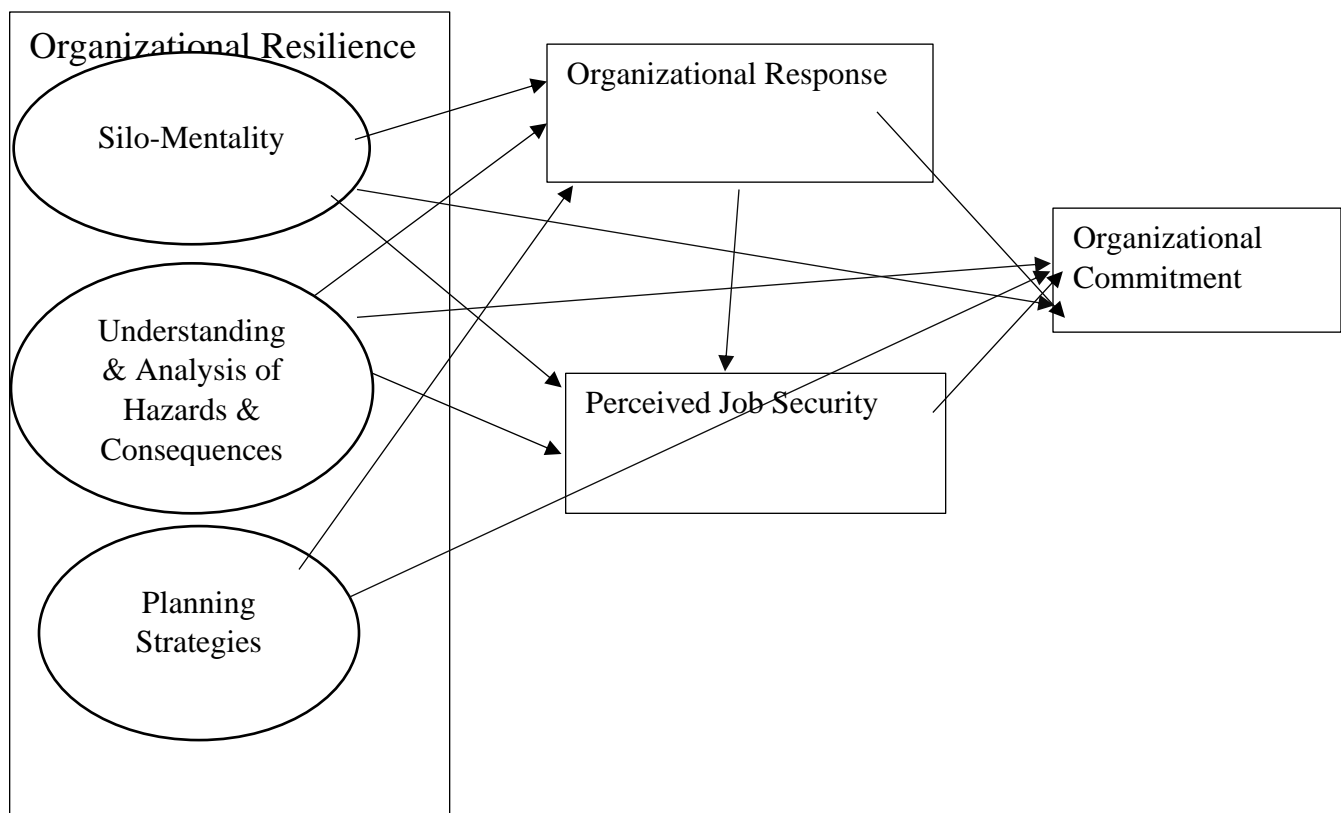 Organizational Resilience
Silo-Mentality
Understanding
& Analysis of
Hazards &
Consequences
Planning
Strategies
Organizational Response
Perceived Job Security
Organizational
Commitment